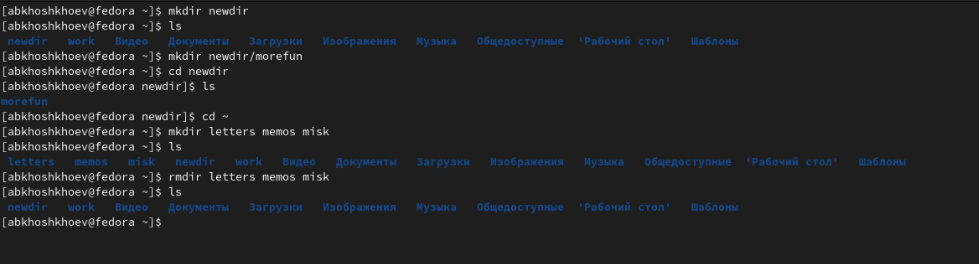 [abkhoshkhoev@fedora ~]$ mkdir newdir
[abkhoshkhoev@fedora ~]$ ls
newdir work Видео Документы Загрузки Изображения Музыка Общедоступные 'Рабочий стол' Шаблоны
[abkhoshkhoev@fedora ~]$ mkdir newdir/morefun
[abkhoshkhoev@fedora ~]$ cd newdir
[abkhoshkhoev@fedora newdir]$ ls
morefun
[abkhoshkhoev@fedora newdir]$ cd ~
[abkhoshkhoev@fedora ~]$ mkdir letters memos misk
[abkhoshkhoev@fedora ~]$ ls
letters memos misk newdir work Видео Документы Загрузки Изображения Музыка Общедоступные 'Рабочий стол' Шаблоны
[abkhoshkhoev@fedora ~]$ rmdir letters memos misk
[abkhoshkhoev@fedora ~]$ ls
newdir work Видео Документы Загрузки Изображения Музыка Общедоступные 'Рабочий стол' Шаблоны
[abkhoshkhoev@fedora ~]$